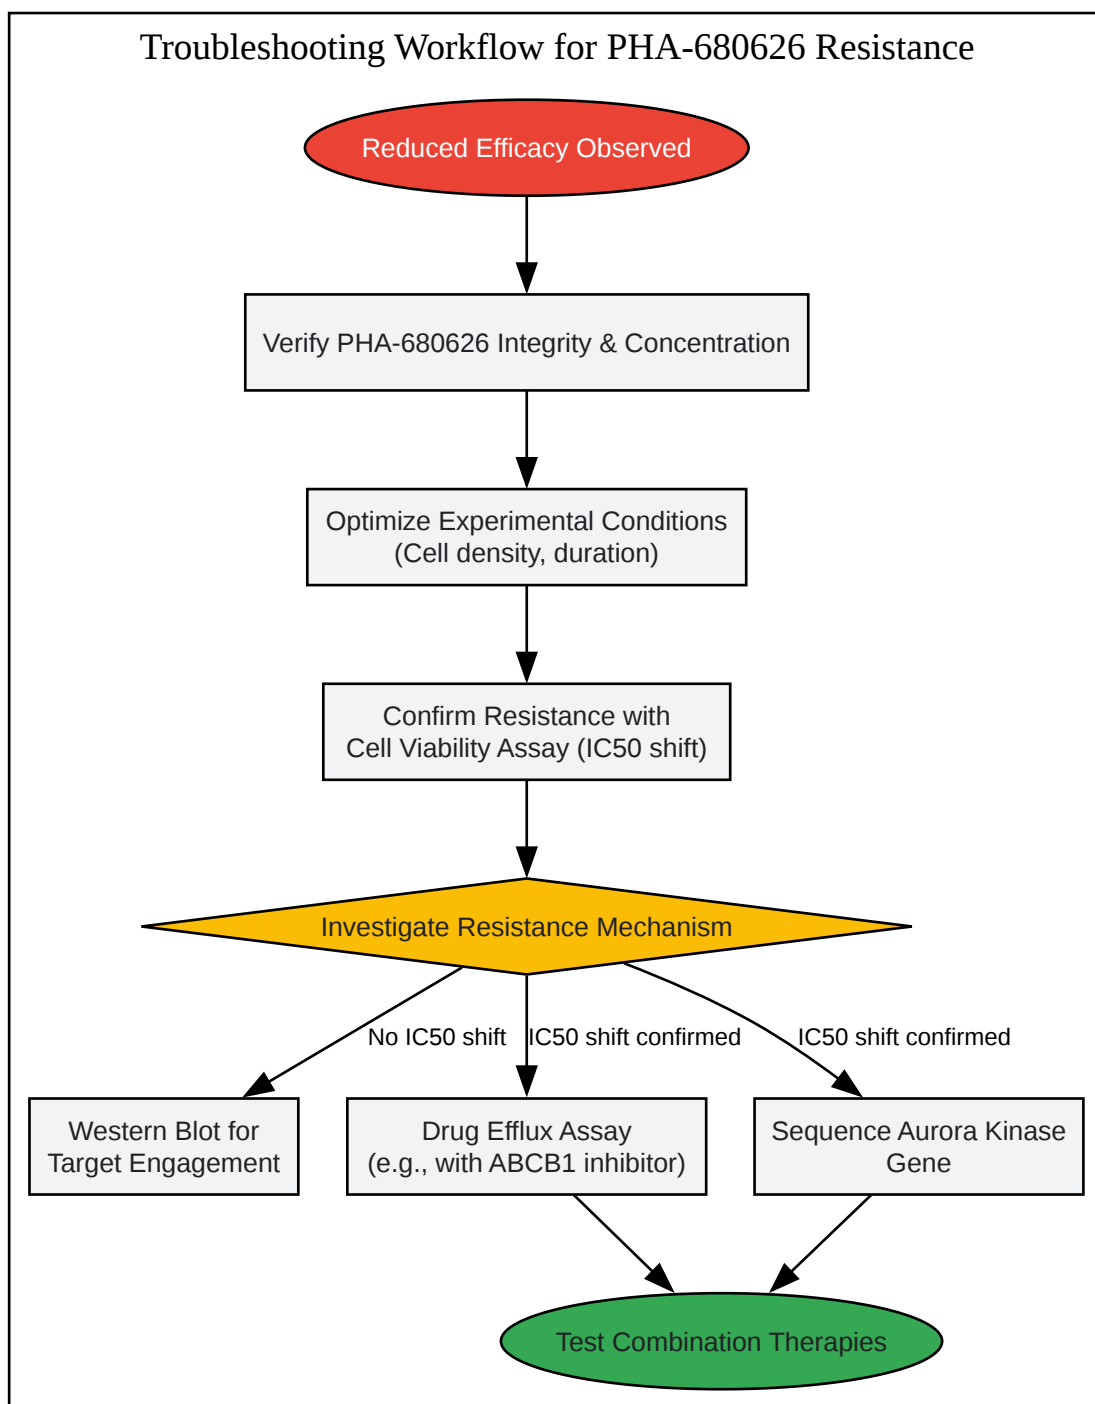 Troubleshooting Workflow for PHA-680626 Resistance
Reduced Efficacy Observed
Verify PHA-680626 Integrity & Concentration
Optimize Experimental Conditions
(Cell density, duration)
Confirm Resistance with
Cell Viability Assay (IC50 shift)
Investigate Resistance Mechanism
No IC50 shift
IC50 shift confirmed
IC50 shift confirmed
Western Blot for
Target Engagement
Drug Efflux Assay
(e.g., with ABCB1 inhibitor)
Sequence Aurora Kinase
Gene
Test Combination Therapies